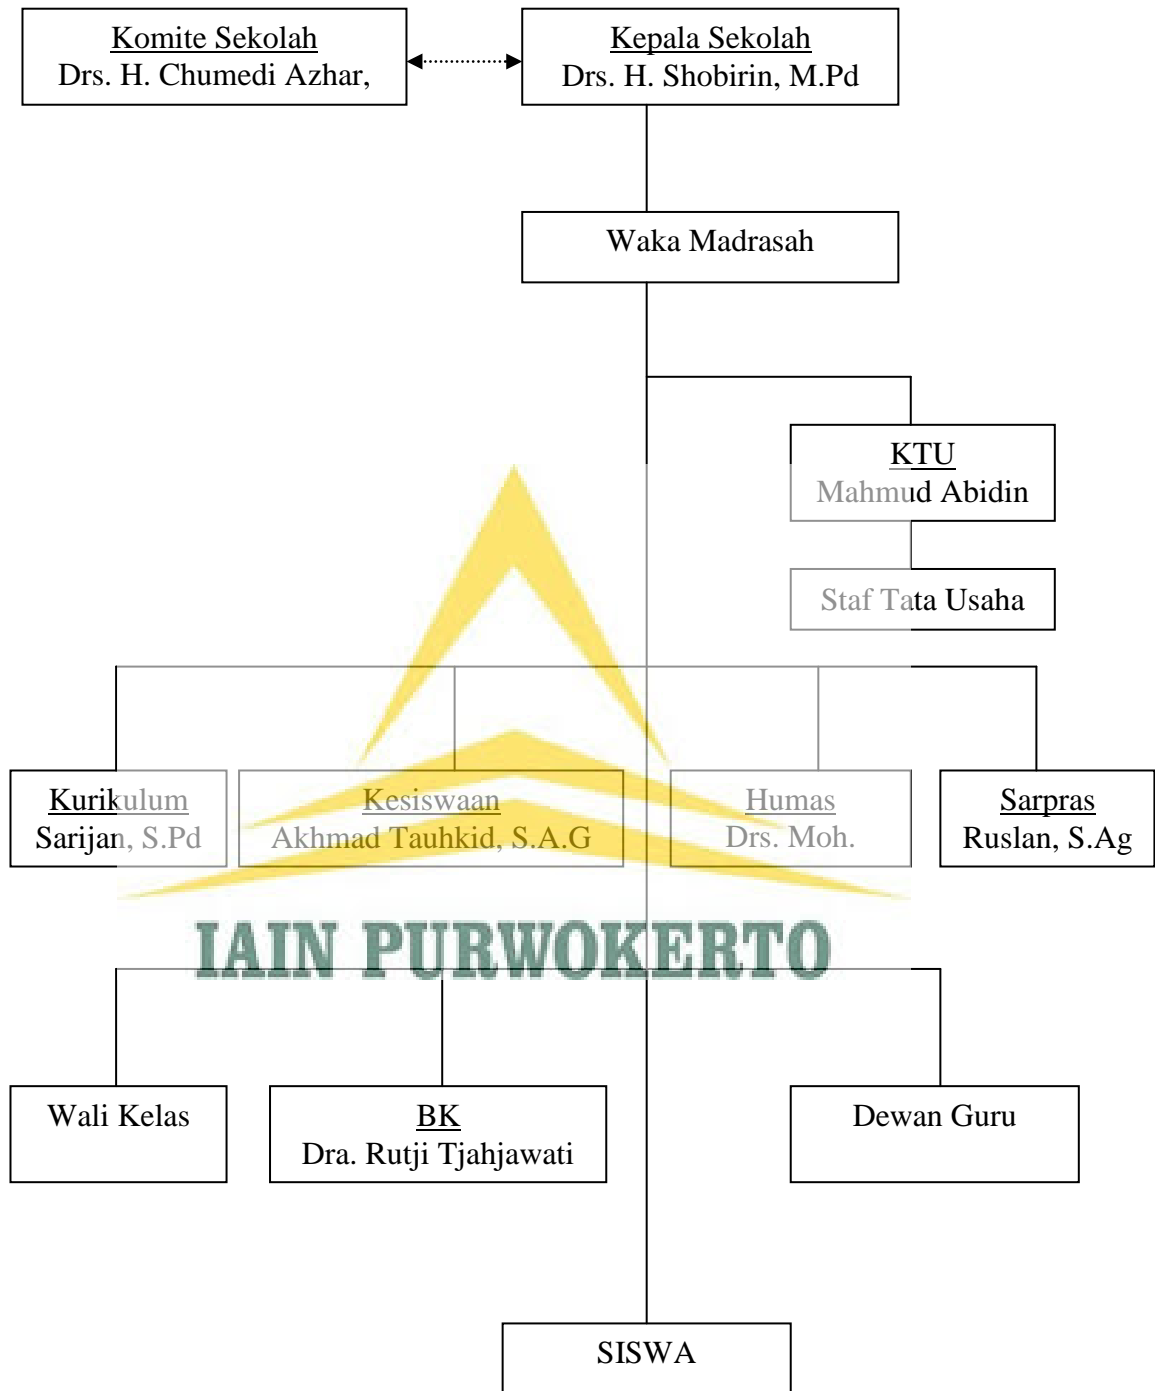 Komite Sekolah
Drs. H. Chumedi Azhar,
Kepala Sekolah
Drs. H. Shobirin, M.Pd
Waka Madrasah
KTU
Mahmud Abidin
Staf Tata Usaha
Kurikulum
Sarijan, S.Pd
Kesiswaan
Akhmad Tauhkid, S.A.G
Humas
Drs. Moh.
Sarpras
Ruslan, S.Ag
IAIN PURWOKERTO
Wali Kelas
BK
Dra. Rutji Tjahjawati
Dewan Guru
SISWA